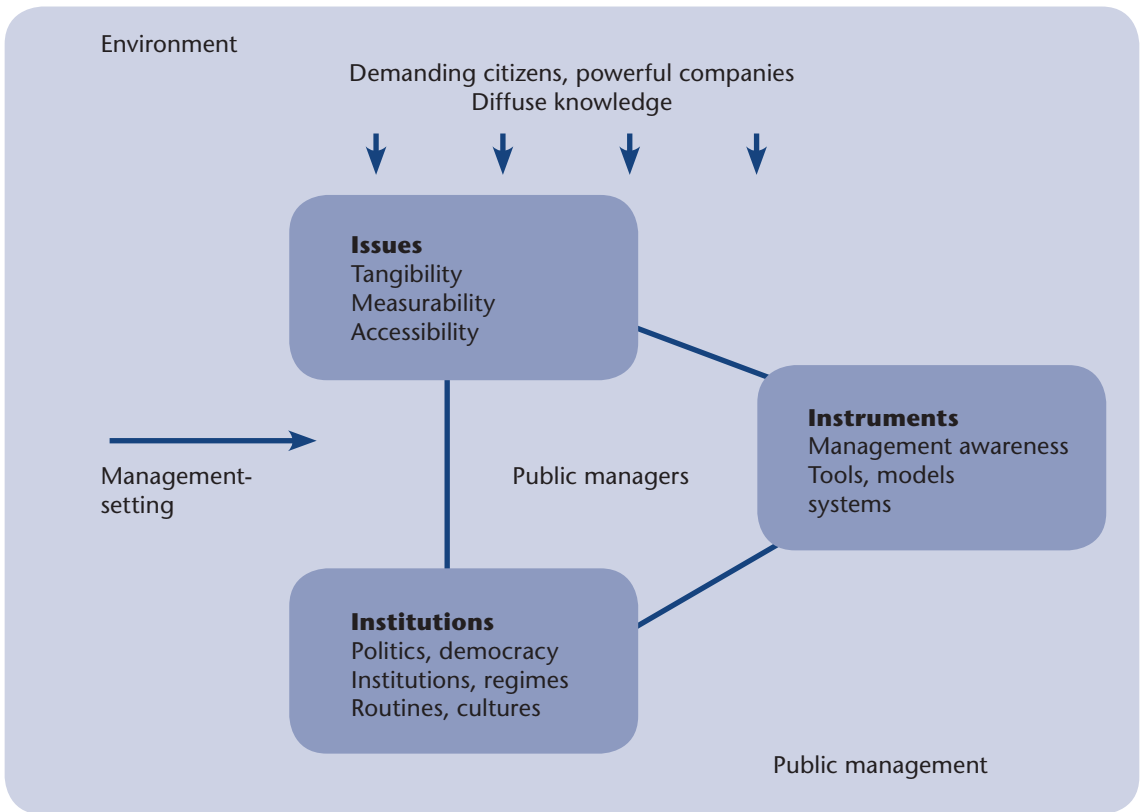 Environment
Demanding citizens, powerful companies
Diffuse knowledge
Issues
Tangibility
Measurability
Accessibility
Instruments
Management awareness
Tools, models
systems
Management-
setting
Public managers
Institutions
Politics, democracy
Institutions, regimes
Routines, cultures
Public management